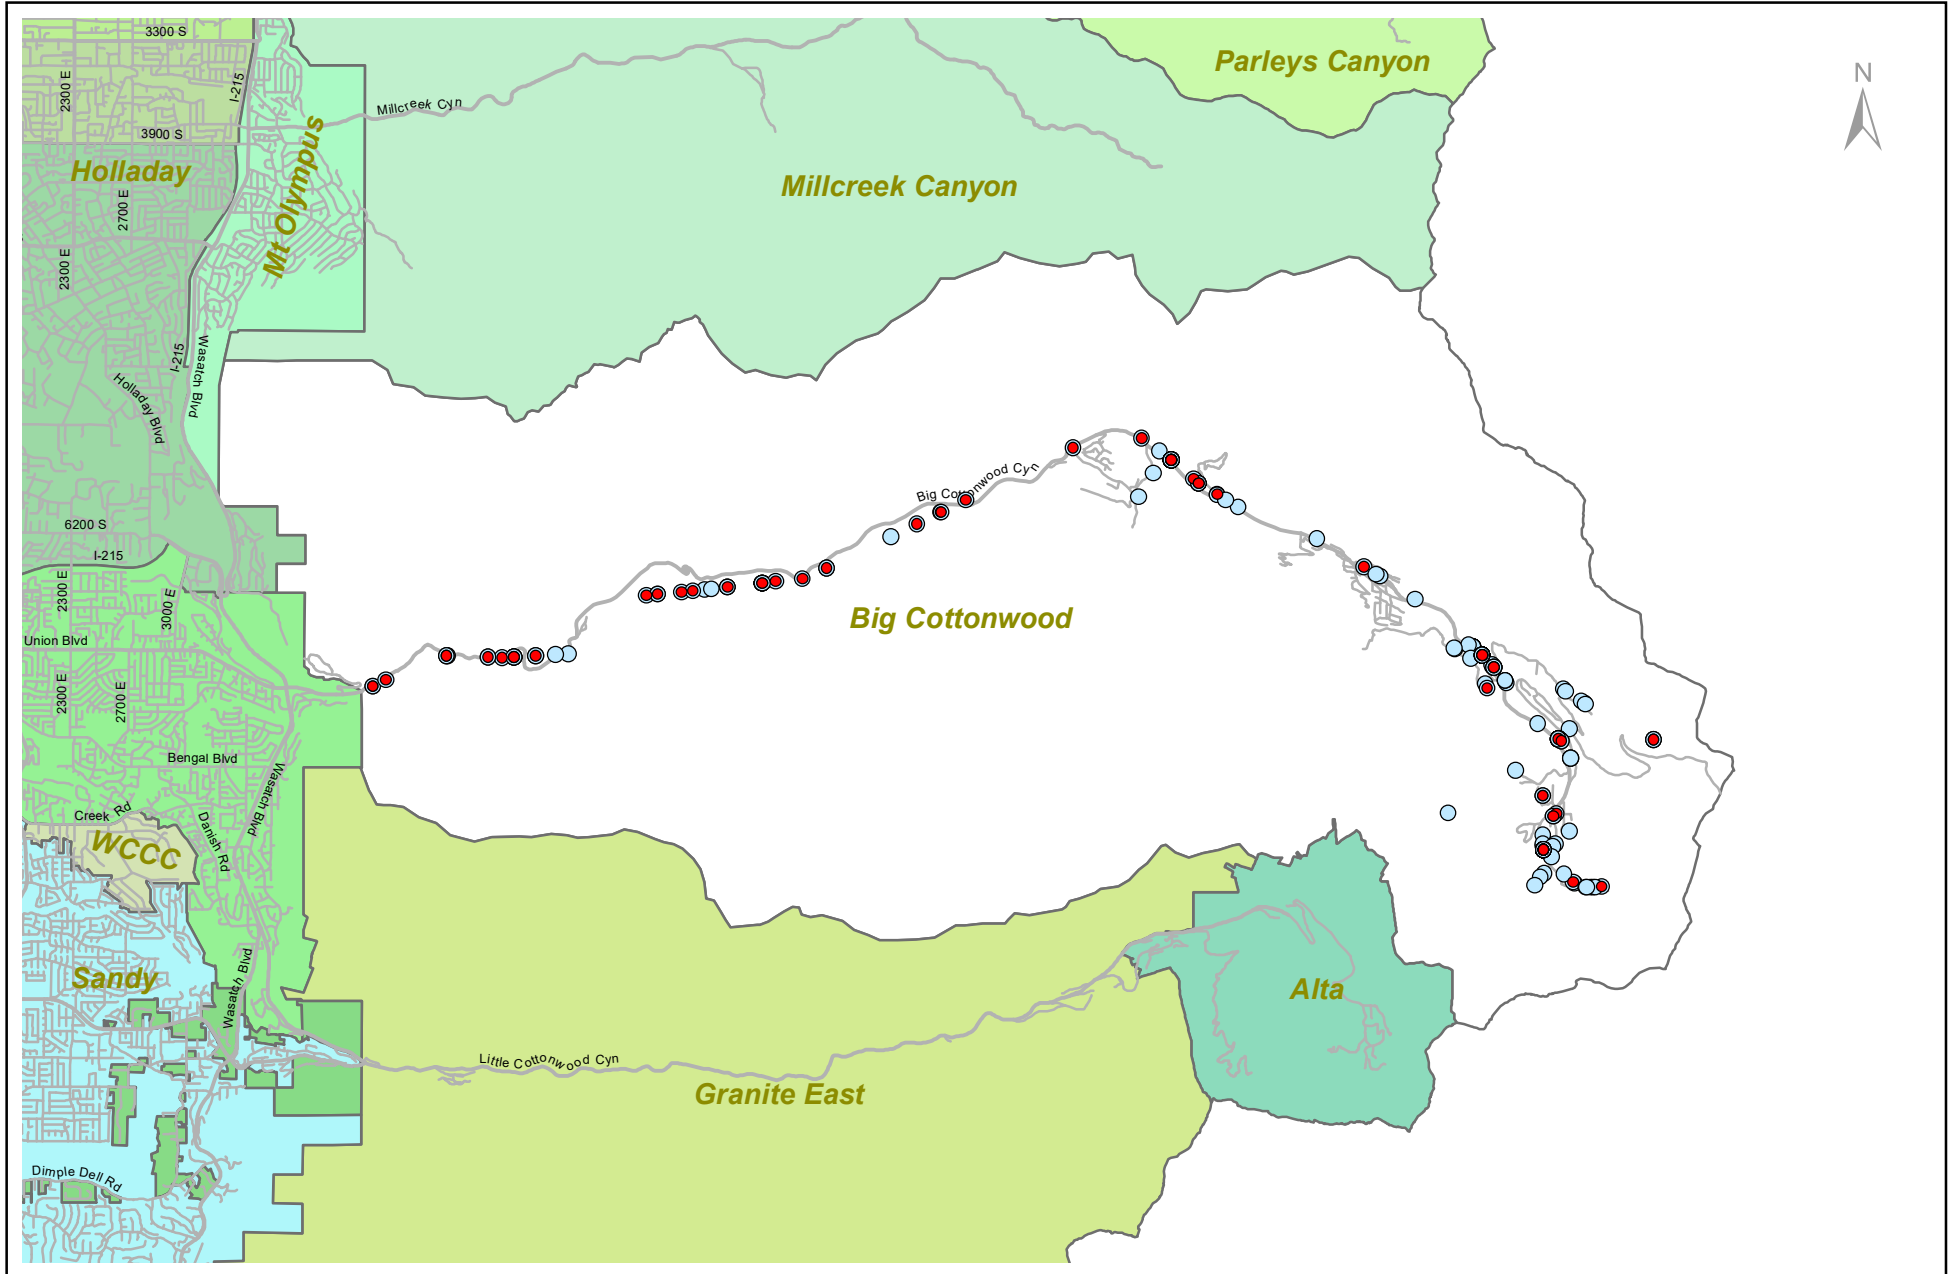 3300 S
Parleys Canyon
N
2300 E
I-215
Millcreek Cyn
3900 S
Holladay
Mt Olympus
Millcreek Canyon
2700 E
2300 E
I-215
Wasatch Blvd
Holladay Blvd
Big Cottonwood Cyn
6200 S
I-215
2300 E
3000 E
Big Cottonwood
Union Blvd
2300 E
2700 E
Bengal Blvd
Wasatch Blvd
Creek Rd
Danish Rd
WCCC
Sandy
Wasatch Blvd
Alta
Little Cottonwood Cyn
Granite East
Dimple Dell Rd